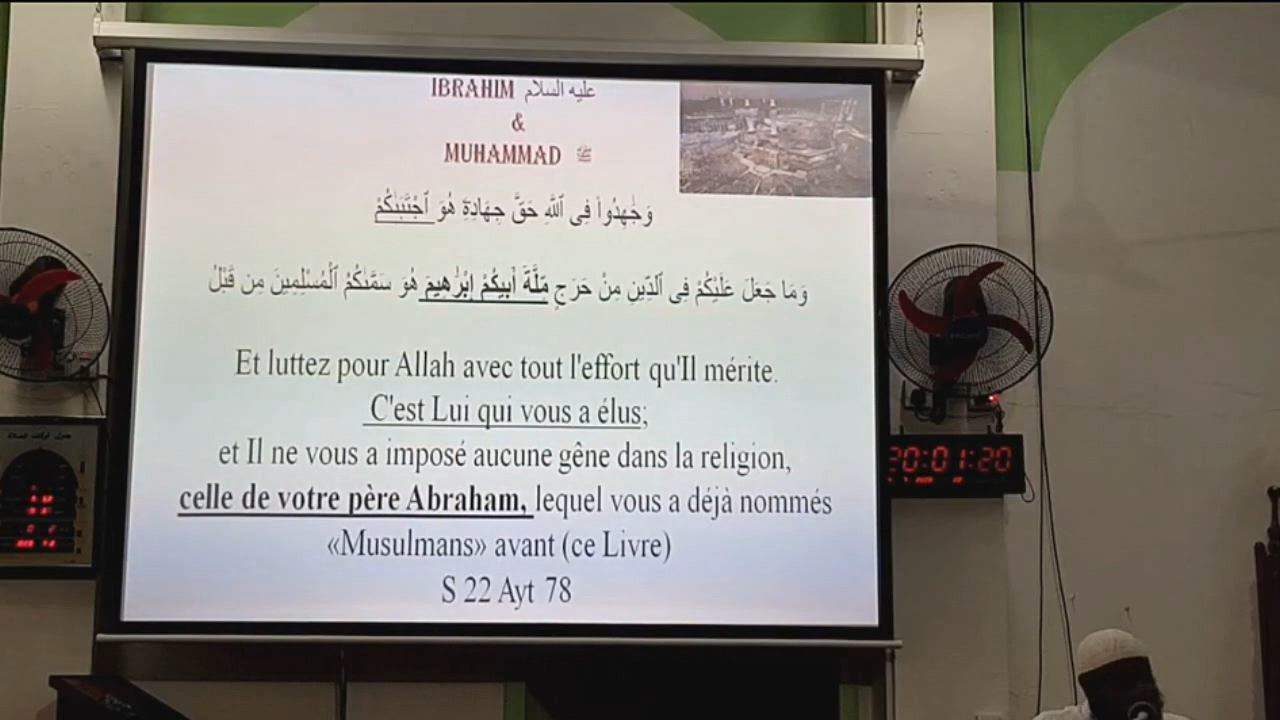 IBRAHIM عليه السلام
&
MUHAMMAD ﷺ
وَجَٰهِدُوا۟ فِى ٱللَّهِ حَقَّ جِهَادِهِۦ هُوَ ٱجْتَبَىٰكُمْ
وَمَا جَعَلَ عَلَيْكُمْ فِى ٱلدِّينِ مِنْ حَرَجٍ مِّلَّةَ أَبِيكُمْ إِبْرَٰهِيمَ هُوَ سَمَّىٰكُمُ ٱلْمُسْلِمِينَ مِن قَبْلُ
Et luttez pour Allah avec tout l'effort qu'Il mérite.
C'est Lui qui vous a élus;
et Il ne vous a imposé aucune gêne dans la religion,
celle de votre père Abraham, lequel vous a déjà nommés
«Musulmans» avant (ce Livre)
S 22 Ayt 78
20:01:20